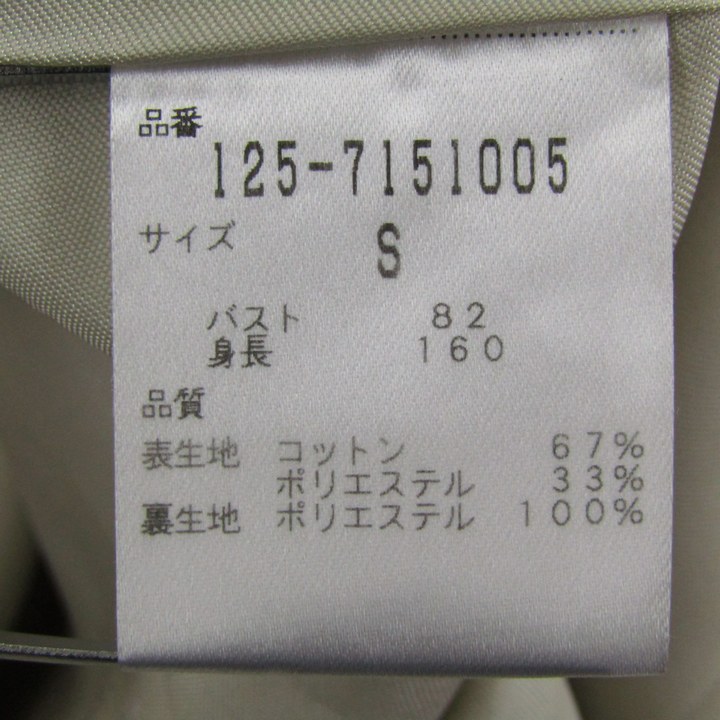 品番
125-7151005
サイズ S
バスト 82
身長 160
品質
表生地 コットン 67%
ポリエステル 33%
裏生地 ポリエステル 100%